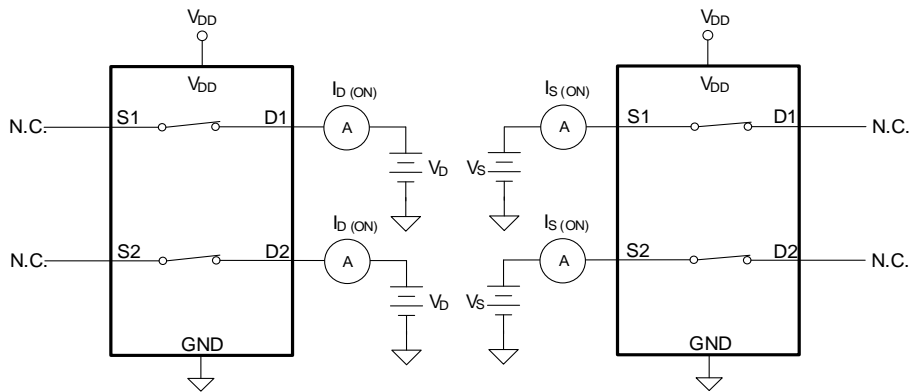 VDD VDD
VDD VDD
ID (ON) IS (ON)
N.C. S1 D1 A A S1 D1 N.C.
VD VS
ID (ON) IS (ON)
N.C. S2 D2 A A S2 D2 N.C.
VD VS
GND GND